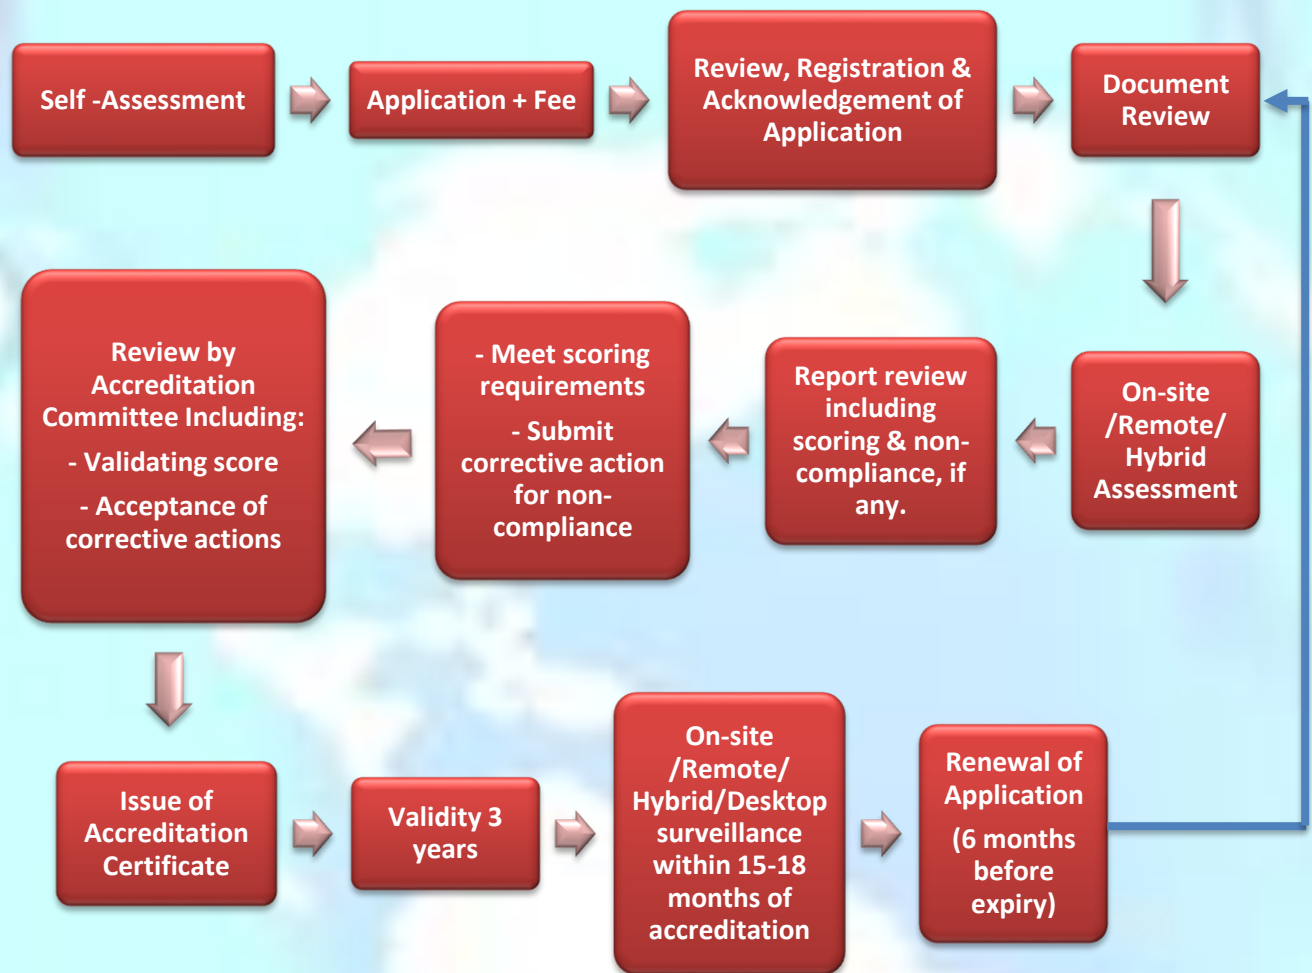 Self -Assessment
Application + Fee
Review, Registration &
Acknowledgement of
Application
Document
Review
On-site
/Remote/
Hybrid
Assessment
Report review
including
scoring & non-
compliance, if
any.
- Meet scoring
requirements
- Submit
corrective action
for non-
compliance
Review by
Accreditation
Committee Including:
- Validating score
- Acceptance of
corrective actions
Issue of
Accreditation
Certificate
Validity 3
years
On-site
/Remote/
Hybrid/Desktop
surveillance
within 15-18
months of
accreditation
Renewal of
Application
(6 months
before
expiry)